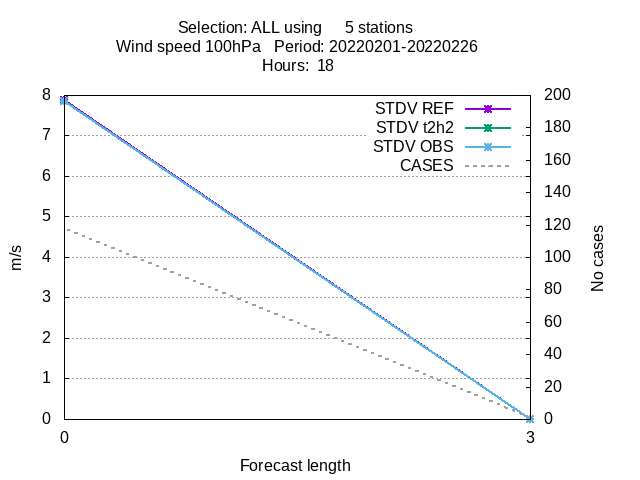 Selection: ALL using     5 stations
Wind speed 100hPa   Period: 20220201-20220226
Hours:  18
8 200
STDV REF
7 180
STDV t2h2
160
STDV OBS
6
CASES
140
5 120
m/s
4 100
No cases
3 80
60
2
40
1 20
0 0
0 3
Forecast length